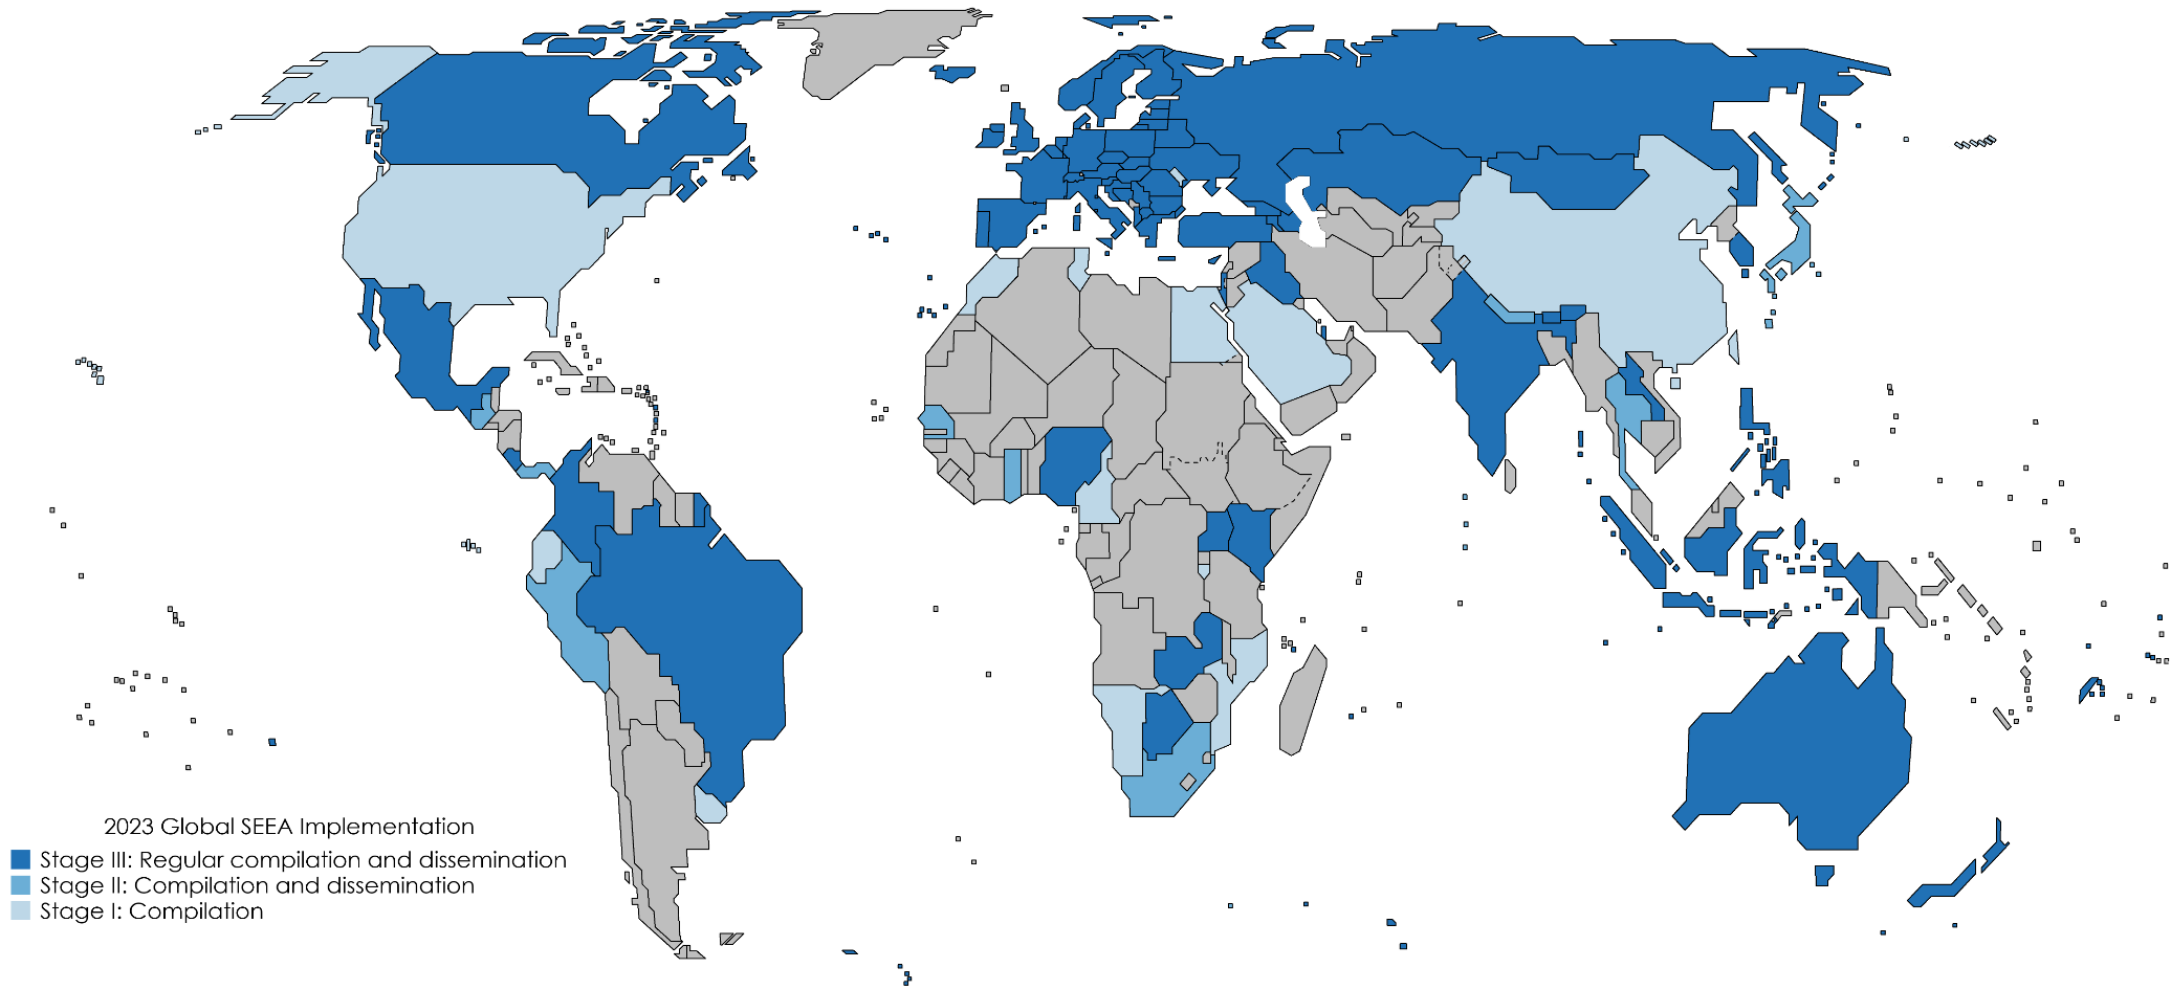 2023 Global SEEA Implementation
Stage III: Regular compilation and dissemination
Stage II: Compilation and dissemination
Stage I: Compilation